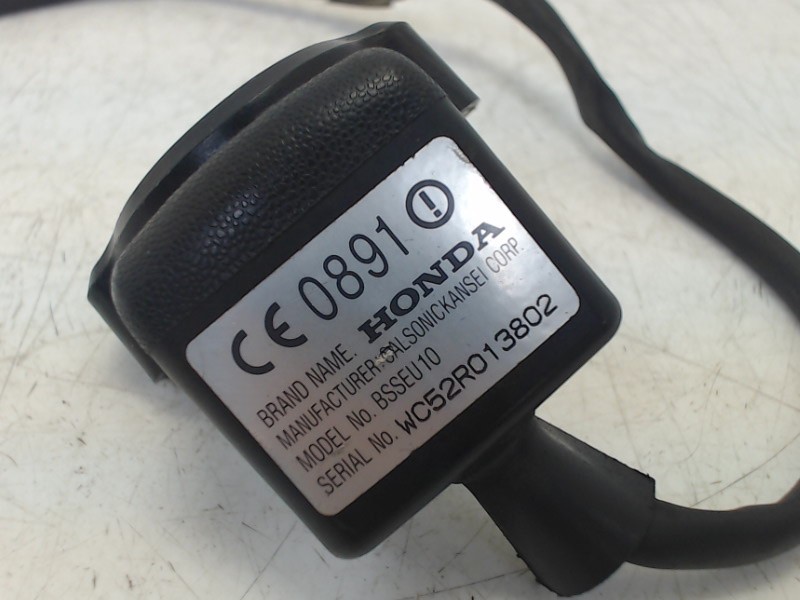 CE 0891 !
BRAND NAME. HONDA
MANUFACTURER:CALSONICKANSEI CORP.
MODEL No. BSSEU10
SERIAL No. WC52R013802